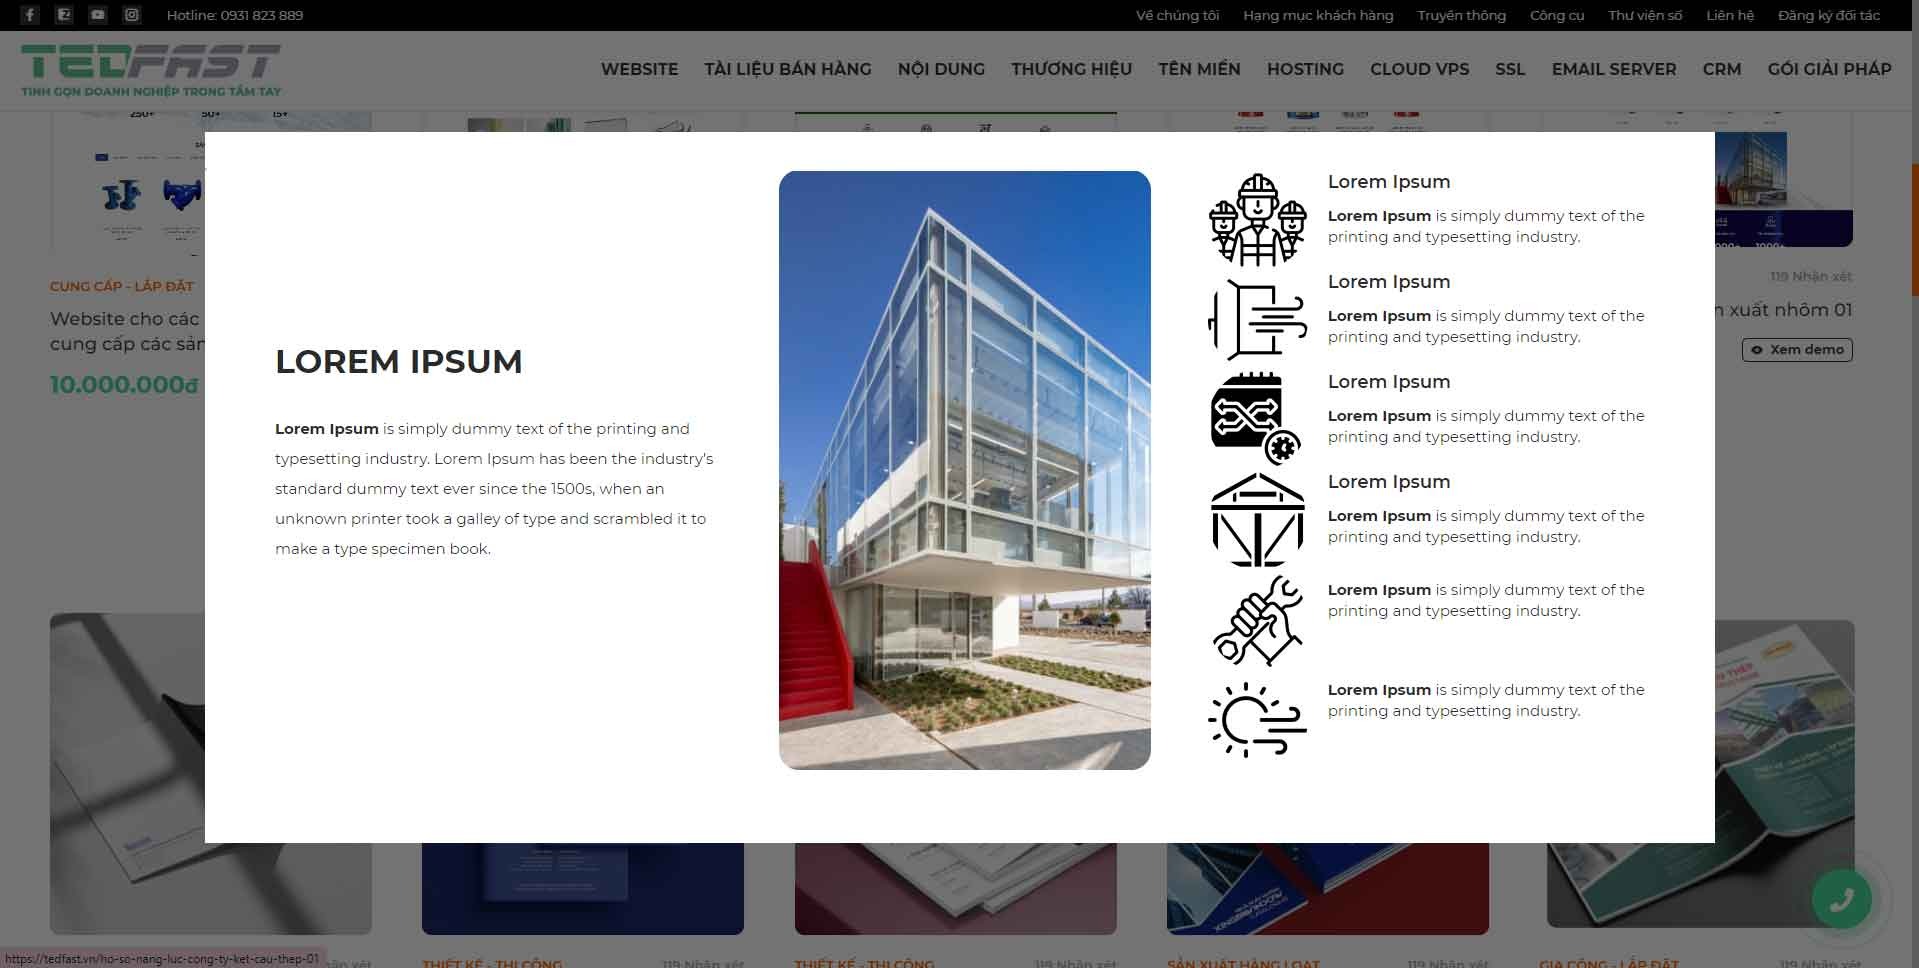 Hotline: 0931 823 889
Về chúng tôi Hạng mục khách hàng Truyền thông Công cụ Thư viện số Liên hệ Đăng ký đối tác
TEDFAST
TINH GỌN DOANH NGHIỆP TRONG TẦM TAY
WEBSITE TÀI LIỆU BÁN HÀNG NỘI DUNG THƯƠNG HIỆU TÊN MIỀN HOSTING CLOUD VPS SSL EMAIL SERVER CRM GÓI GIẢI PHÁP
250+ 50+ 15+
CUNG CẤP - LẮP ĐẶT
Website cho các
cung cấp các sản
10.000.000đ
LOREM IPSUM
Lorem Ipsum is simply dummy text of the printing and
typesetting industry. Lorem Ipsum has been the industry's
standard dummy text ever since the 1500s, when an
unknown printer took a galley of type and scrambled it to
make a type specimen book.
Lorem Ipsum
Lorem Ipsum is simply dummy text of the
printing and typesetting industry.
Lorem Ipsum
Lorem Ipsum is simply dummy text of the
printing and typesetting industry.
Lorem Ipsum
Lorem Ipsum is simply dummy text of the
printing and typesetting industry.
Lorem Ipsum
Lorem Ipsum is simply dummy text of the
printing and typesetting industry.
Lorem Ipsum is simply dummy text of the
printing and typesetting industry.
Lorem Ipsum is simply dummy text of the
printing and typesetting industry.
1000+
119 Nhận xét
xuất nhôm 01
Xem demo
https://tedfast.vn/ho-so-nang-luc-cong-ty-ket-cau-thep-01
nhận xét
THIẾT KẾ - THI CÔNG 119 Nhận xét
THIẾT KẾ - THI CÔNG 119 Nhận xét
SẢN XUẤT HÀNG LOẠT 119 Nhận xét
GIA CÔNG - LẮP ĐẶT 119 Nhận xét